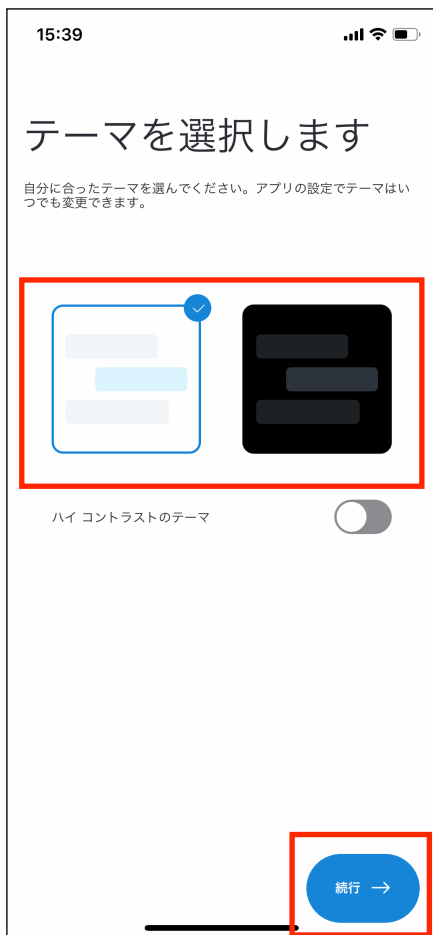 15:39
テーマを選択します
自分に合ったテーマを選んでください。アプリの設定でテーマはい
つでも変更できます。
ハイ コントラストのテーマ
続行 →